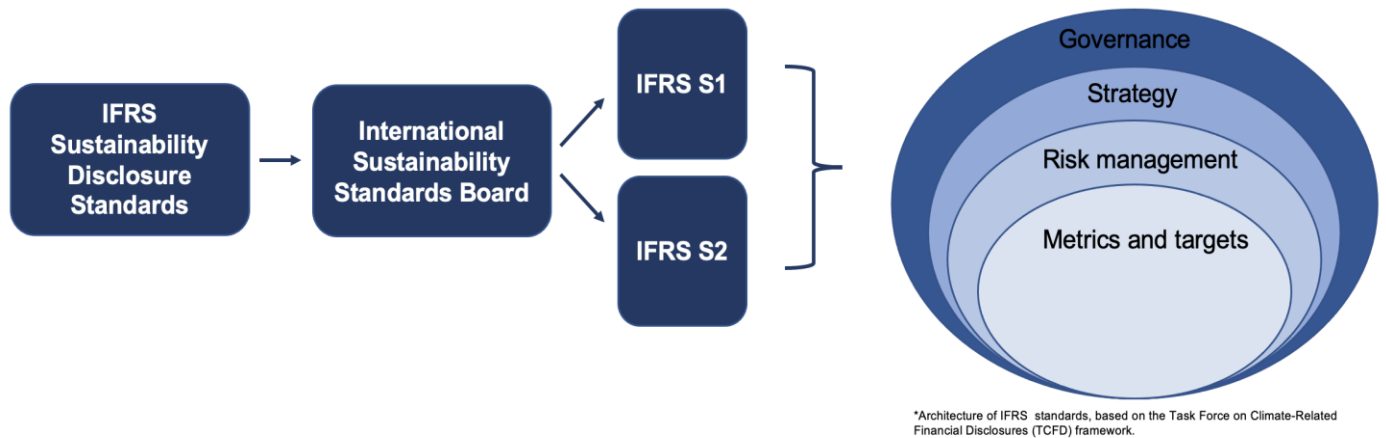 IFRS
Sustainability
Disclosure
Standards
International
Sustainability
Standards Board
IFRS S1
IFRS S2
Governance
Strategy
Risk management
Metrics and targets
*Architecture of IFRS standards, based on the Task Force on Climate-Related
Financial Disclosures (TCFD) framework.